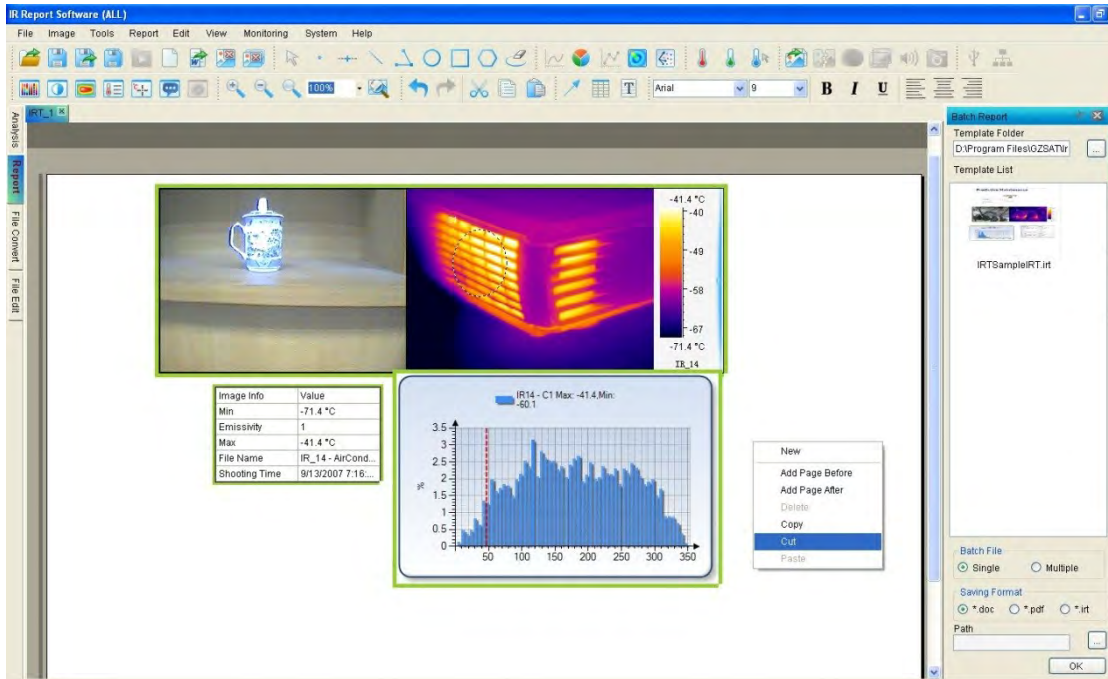 IR Report Software (ALL)
File Image Tools Report Edit View Monitoring System Help
100% T Arial 9 B I U
IRT_1
Analysis
Report
File Convert
File Edit
-41.4 °C
-40
-49
-58
-67
-71.4 °C
IR_14
Image Info Value
Min -71.4 °C
Emissivity 1
Max -41.4 °C
File Name IR_14 - AirCond...
Shooting Time 9/13/2007 7:16:...
IR14 - C1 Max: -41.4,Min:
-60.1
%
3.5
3
2.5
2
1.5
1
0.5
0
50 100 150 200 250 300 350
New
Add Page Before
Add Page After
Delete
Copy
Cut
Paste
Batch Report
Template Folder
D:\Program Files\GZSAT\Ir ...
Template List
IRTSampleIRT.irt
Batch File
Single Multiple
Saving Format
*.doc *.pdf *.irt
Path
...
OK